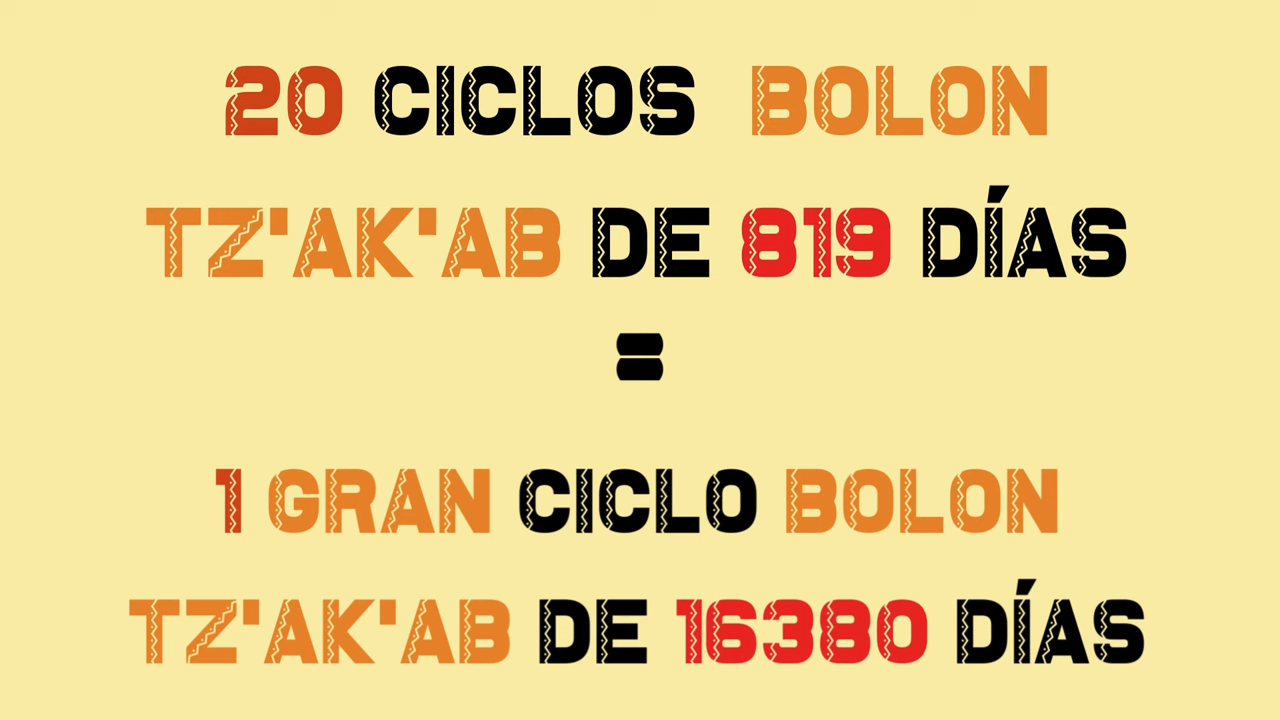 20 CICLOS BOLON
TZ'AK'AB DE 819 DÍAS
=
1 GRAN CICLO BOLON
TZ'AK'AB DE 16380 DÍAS